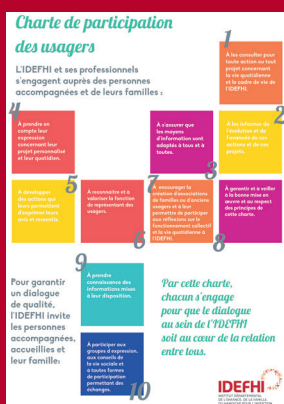 Charte de participation
des usagers
L'IDEFHI et ses professionnels
s'engagent auprès des personnes
accompagnées et de leurs familles :
1
À les consulter pour
toute action ou tout
projet concernant
la vie quotidienne
et le cadre de vie de
l'IDEFHI.
2
À les informer de
l'évolution et de
l'avancée de ces
actions et de ces
projets.
3
À s'assurer que
les moyens
d'information sont
adaptés à tous et à
toutes.
4
À prendre en
compte leur
expression
concernant leur
projet personnalisé
et leur quotidien.
5
À développer
des actions qui
leurs permettent
d'exprimer leurs
avis et ressentis.
6
À reconnaître et à
valoriser la fonction
de représentant des
usagers.
7
À encourager la
création d'associations
de familles ou d'anciens
usagers et à leur
permettre de participer
aux réflexions sur le
fonctionnement collectif
et la vie quotidienne à
l'IDEFHI.
8
À garantir et à veiller
à la bonne mise en
œuvre et au respect
des principes de
cette charte.
Pour garantir
un dialogue
de qualité,
l'IDEFHI invite
les personnes
accompagnées,
accueillies et
leur famille:
9
À prendre
connaissance des
informations mises
à leur disposition.
10
À participer aux
groupes d'expression,
aux conseils de
la vie sociale et
à toutes formes
de participation
permettant des
échanges.
Par cette charte,
chacun s'engage
pour que le dialogue
au sein de l'IDEFHI
soit au cœur de la relation
entre tous.
IDEFHI
INSTITUT DÉPARTEMENTAL
DE L'ENFANCE, DE LA FAMILLE,